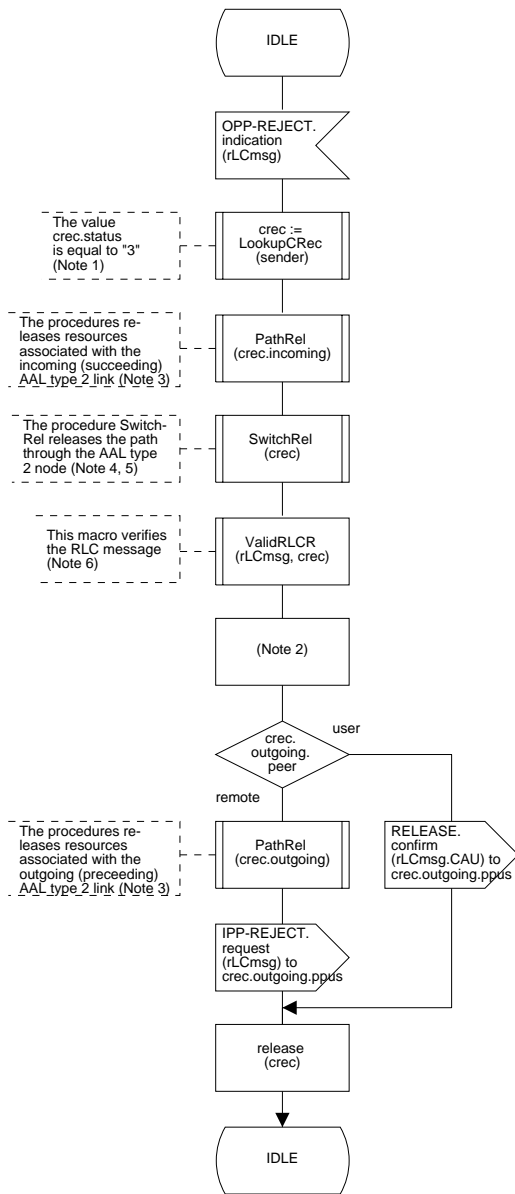 IDLE
OPP-REJECT.
indication
(rLCmsg)
The value
crec.status
is equal to "3"
(Note 1)
crec :=
LookupCRec
(sender)
The procedures re-
leases resources
associated with the
incoming (succeeding)
AAL type 2 link (Note 3)
PathRel
(crec.incoming)
The procedure Switch-
Rel releases the path
through the AAL type
2 node (Note 4, 5)
SwitchRel
(crec)
This macro verifies
the RLC message
(Note 6)
ValidRLCR
(rLCmsg, crec)
(Note 2)
crec.
outgoing.
peer
user
remote
The procedures re-
leases resources
associated with the
outgoing (preceeding)
AAL type 2 link (Note 3)
PathRel
(crec.outgoing)
RELEASE.
confirm
(rLCmsg.CAU) to
crec.outgoing.ppus
IPP-REJECT.
request
(rLCmsg) to
crec.outgoing.ppus
release
(crec)
IDLE